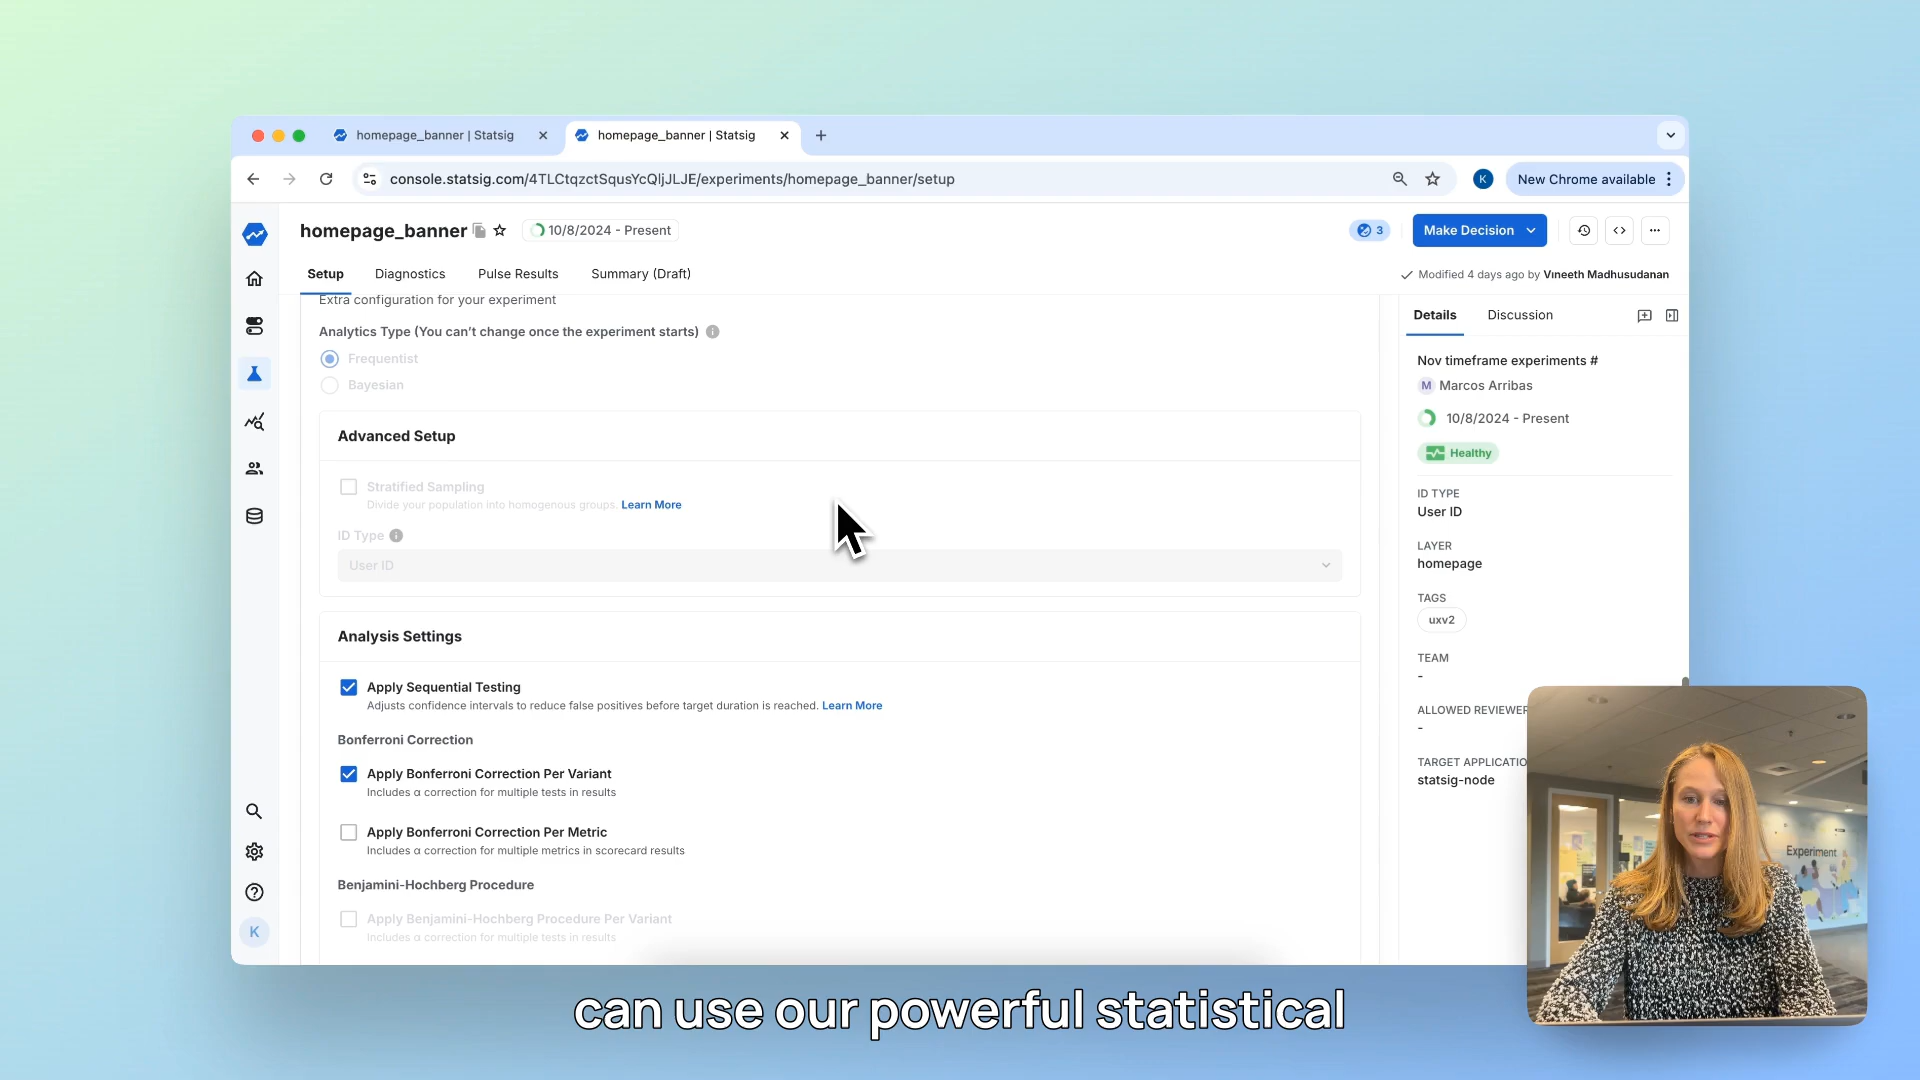 homepage_banner | Statsig
homepage_banner | Statsig
console.statsig.com/4TLCtqzctSqusYcQljJLJE/experiments/homepage_banner/setup
K
New Chrome available
homepage_banner
10/8/2024 - Present
3
Make Decision
Setup
Diagnostics
Pulse Results
Summary (Draft)
Modified 4 days ago by Vineeth Madhusudanan
Extra configuration for your experiment
Analytics Type (You can't change once the experiment starts)
Frequentist
Bayesian
Advanced Setup
Stratified Sampling
Divide your population into homogenous groups. Learn More
ID Type
User ID
Analysis Settings
Apply Sequential Testing
Adjusts confidence intervals to reduce false positives before target duration is reached. Learn More
Bonferroni Correction
Apply Bonferroni Correction Per Variant
Includes α correction for multiple tests in results
Apply Bonferroni Correction Per Metric
Includes α correction for multiple metrics in scorecard results
Benjamini-Hochberg Procedure
Apply Benjamini-Hochberg Procedure Per Variant
Includes α correction for multiple tests in results
K
Details
Discussion
Nov timeframe experiments #
M Marcos Arribas
10/8/2024 - Present
Healthy
ID TYPE
User ID
LAYER
homepage
TAGS
uxv2
TEAM
-
ALLOWED REVIEWER
-
TARGET APPLICATIO
statsig-node
Experiment
can use our powerful statistical